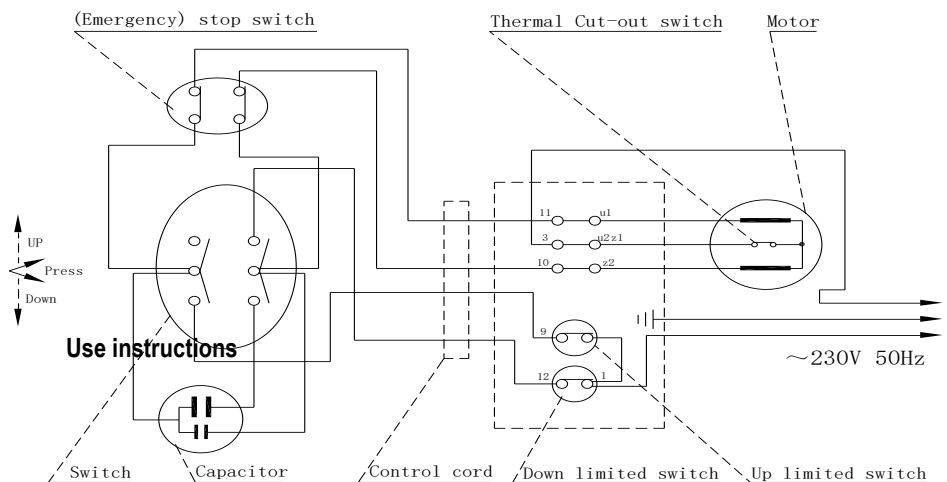 (Emergency) stop switch
Thermal Cut-out switch
Motor
11
u1
3
u2z1
10
z2
UP
Press
Down
9
12
1
Use instructions
~230V 50Hz
Switch
Capacitor
Control cord
Down limited switch
Up limited switch